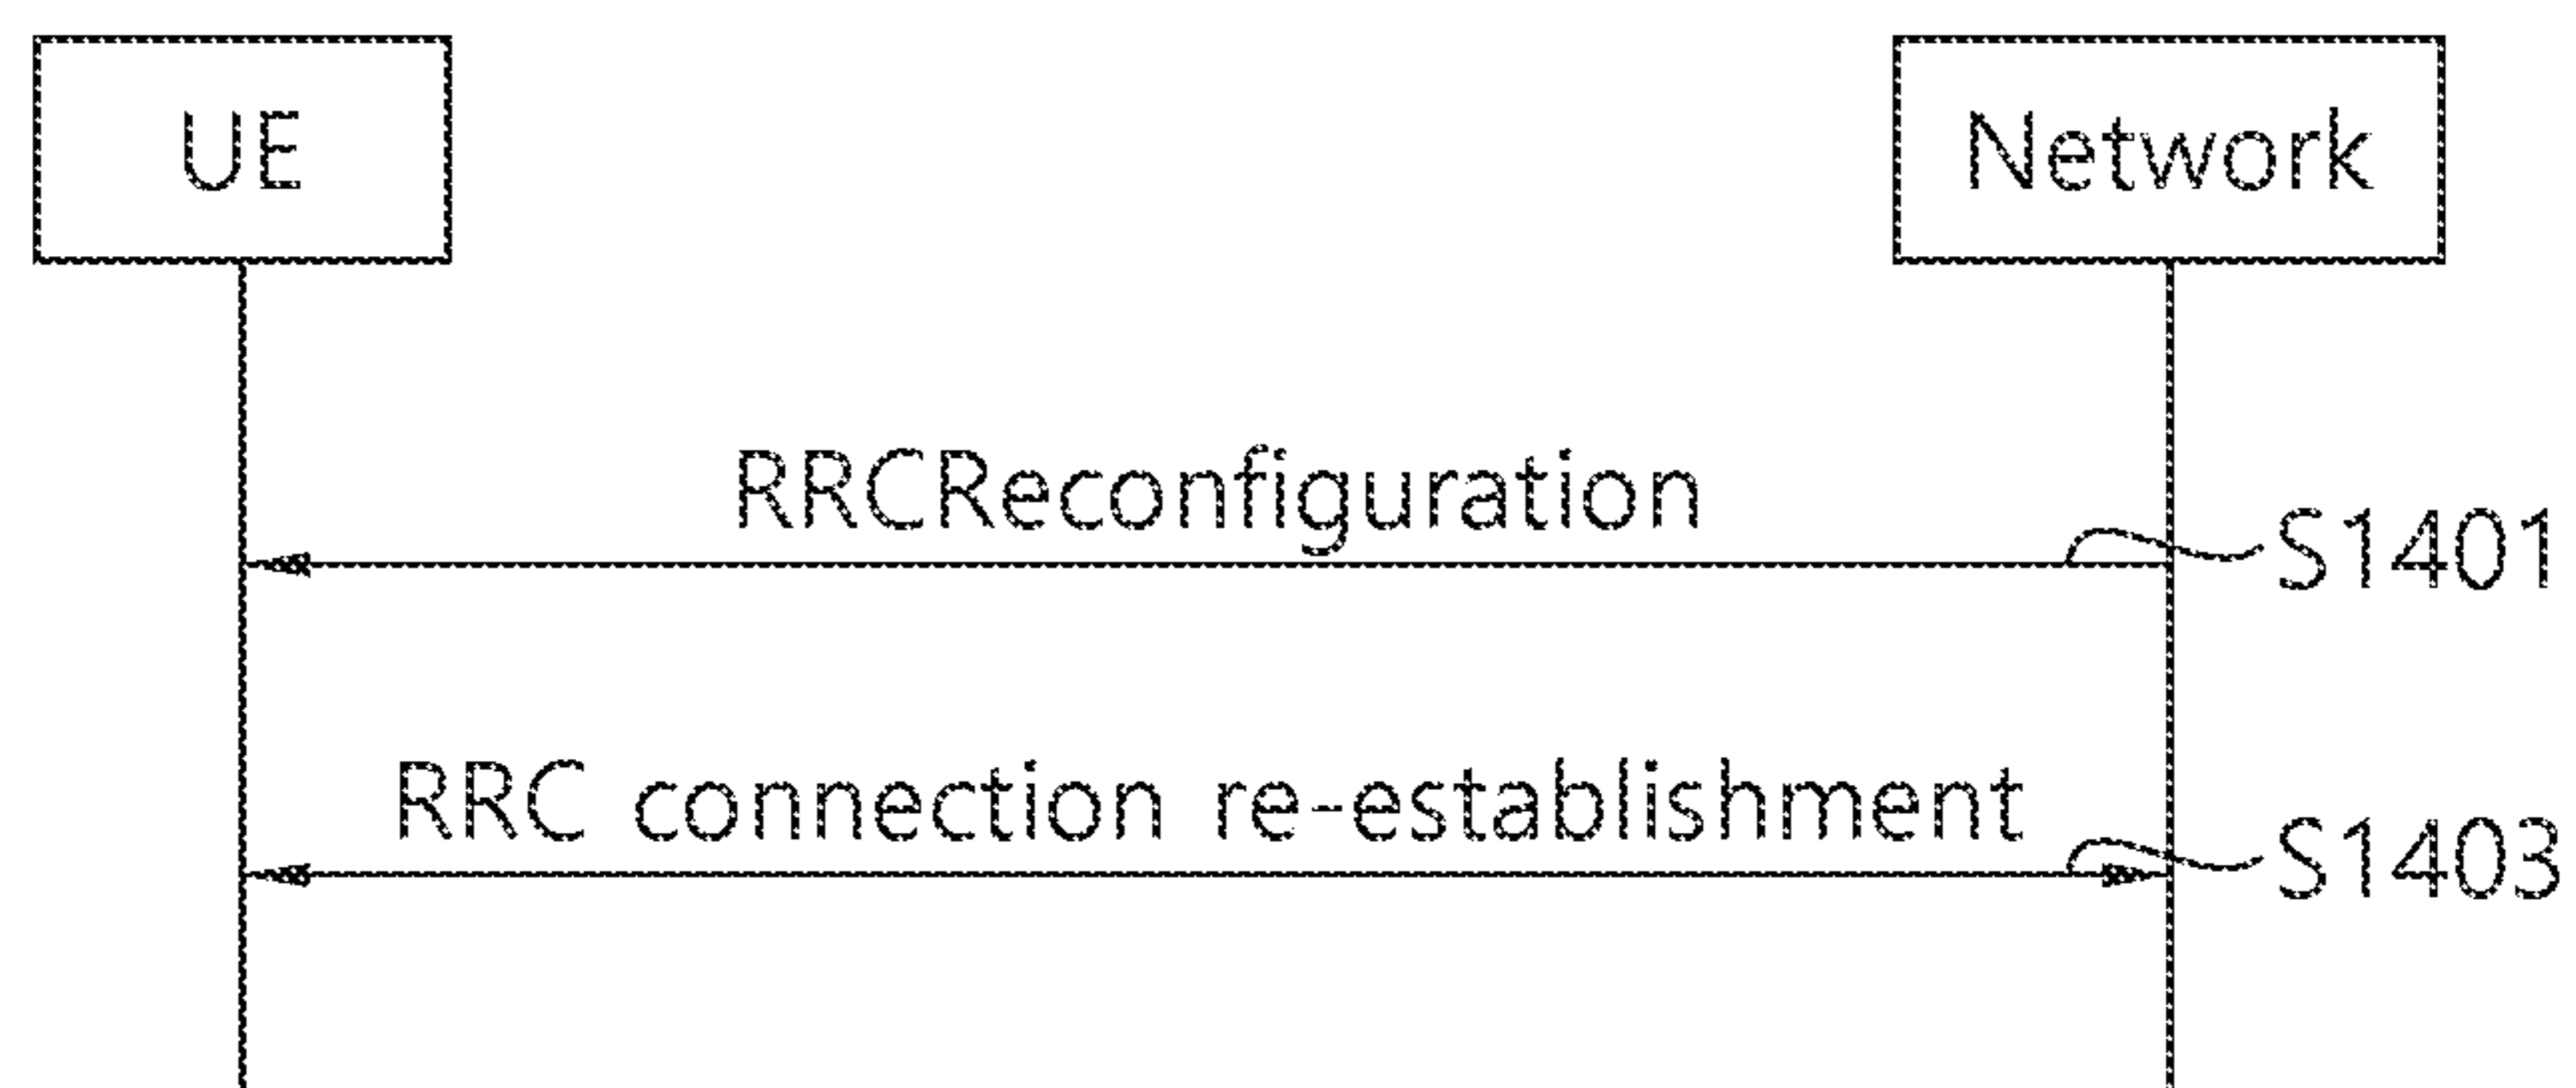 UE
Network
RRCReconfiguration
S1401
RRC connection re-establishment
S1403